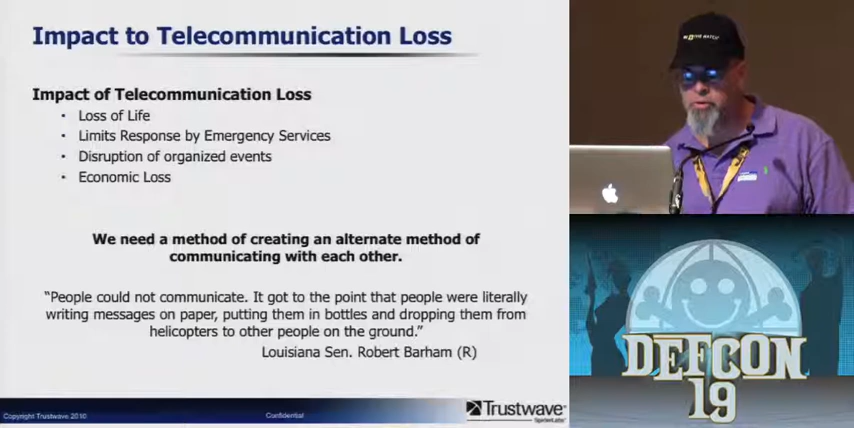 Impact to Telecommunication Loss
Impact of Telecommunication Loss
· Loss of Life
· Limits Response by Emergency Services
· Disruption of organized events
· Economic Loss
We need a method of creating an alternate method of
communicating with each other.
“People could not communicate. It got to the point that people were literally
writing messages on paper, putting them in bottles and dropping them from
helicopters to other people on the ground.”
Louisiana Sen. Robert Barham (R)
Copyright Trustwave 2010
Confidential
Trustwave
SpiderLabs
DEFCON
19